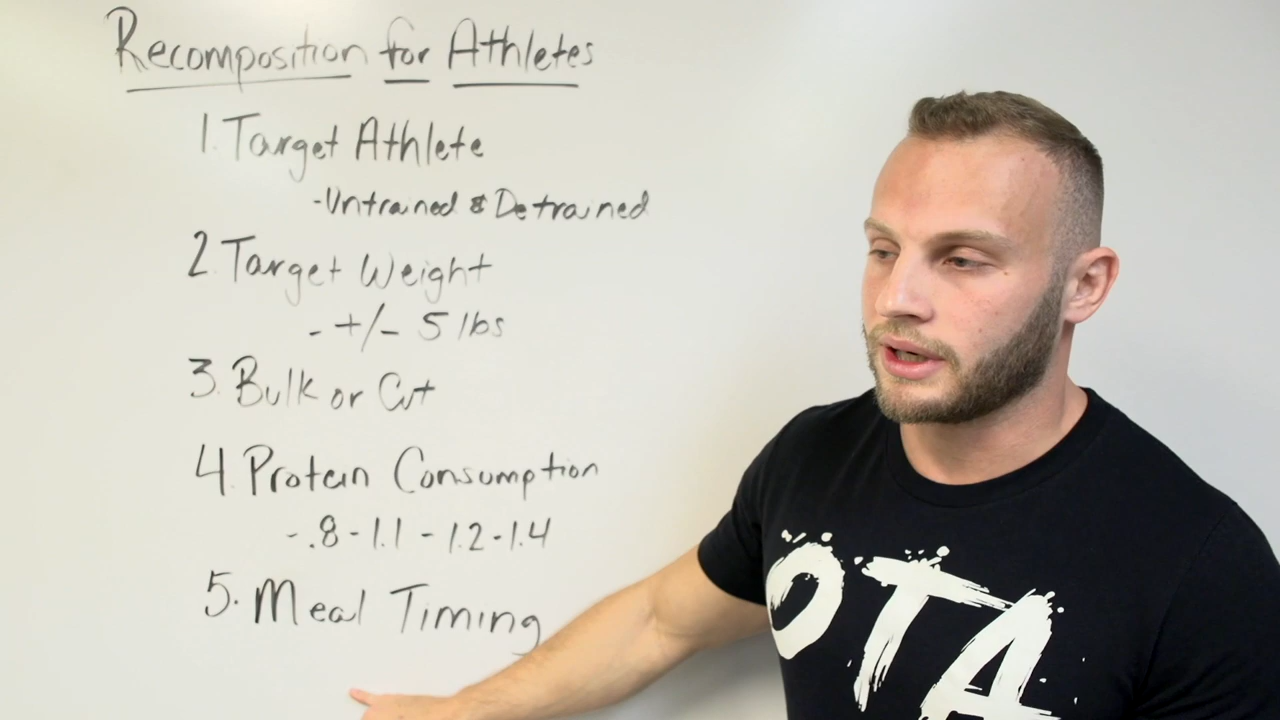 Recomposition for Athletes
1. Target Athlete
- Untrained & Detrained
2. Target Weight
- +/- 5 lbs
3. Bulk or Cut
4. Protein Consumption
- .8 - 1.1 - 1.2 - 1.4
5. Meal Timing
OTA